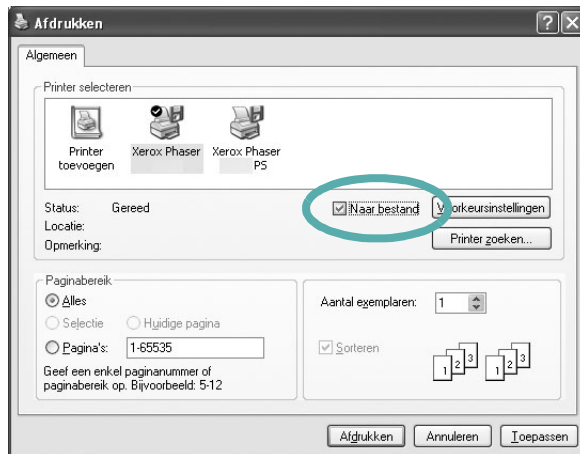 Afdrukken
Algemeen
Printer selecteren
Printer toevoegen
Xerox Phaser
Xerox Phaser PS
Status: Gereed
Locatie:
Opmerking:
Naar bestand
Voorkeursinstellingen
Printer zoeken...
Paginabereik
Alles
Selectie
Huidige pagina
Pagina's: 1-65535
Geef een enkel paginanummer of
paginabereik op. Bijvoorbeeld: 5-12
Aantal exemplaren: 1
Sorteren
1 2 3 1 2 3
Afdrukken Annuleren Toepassen